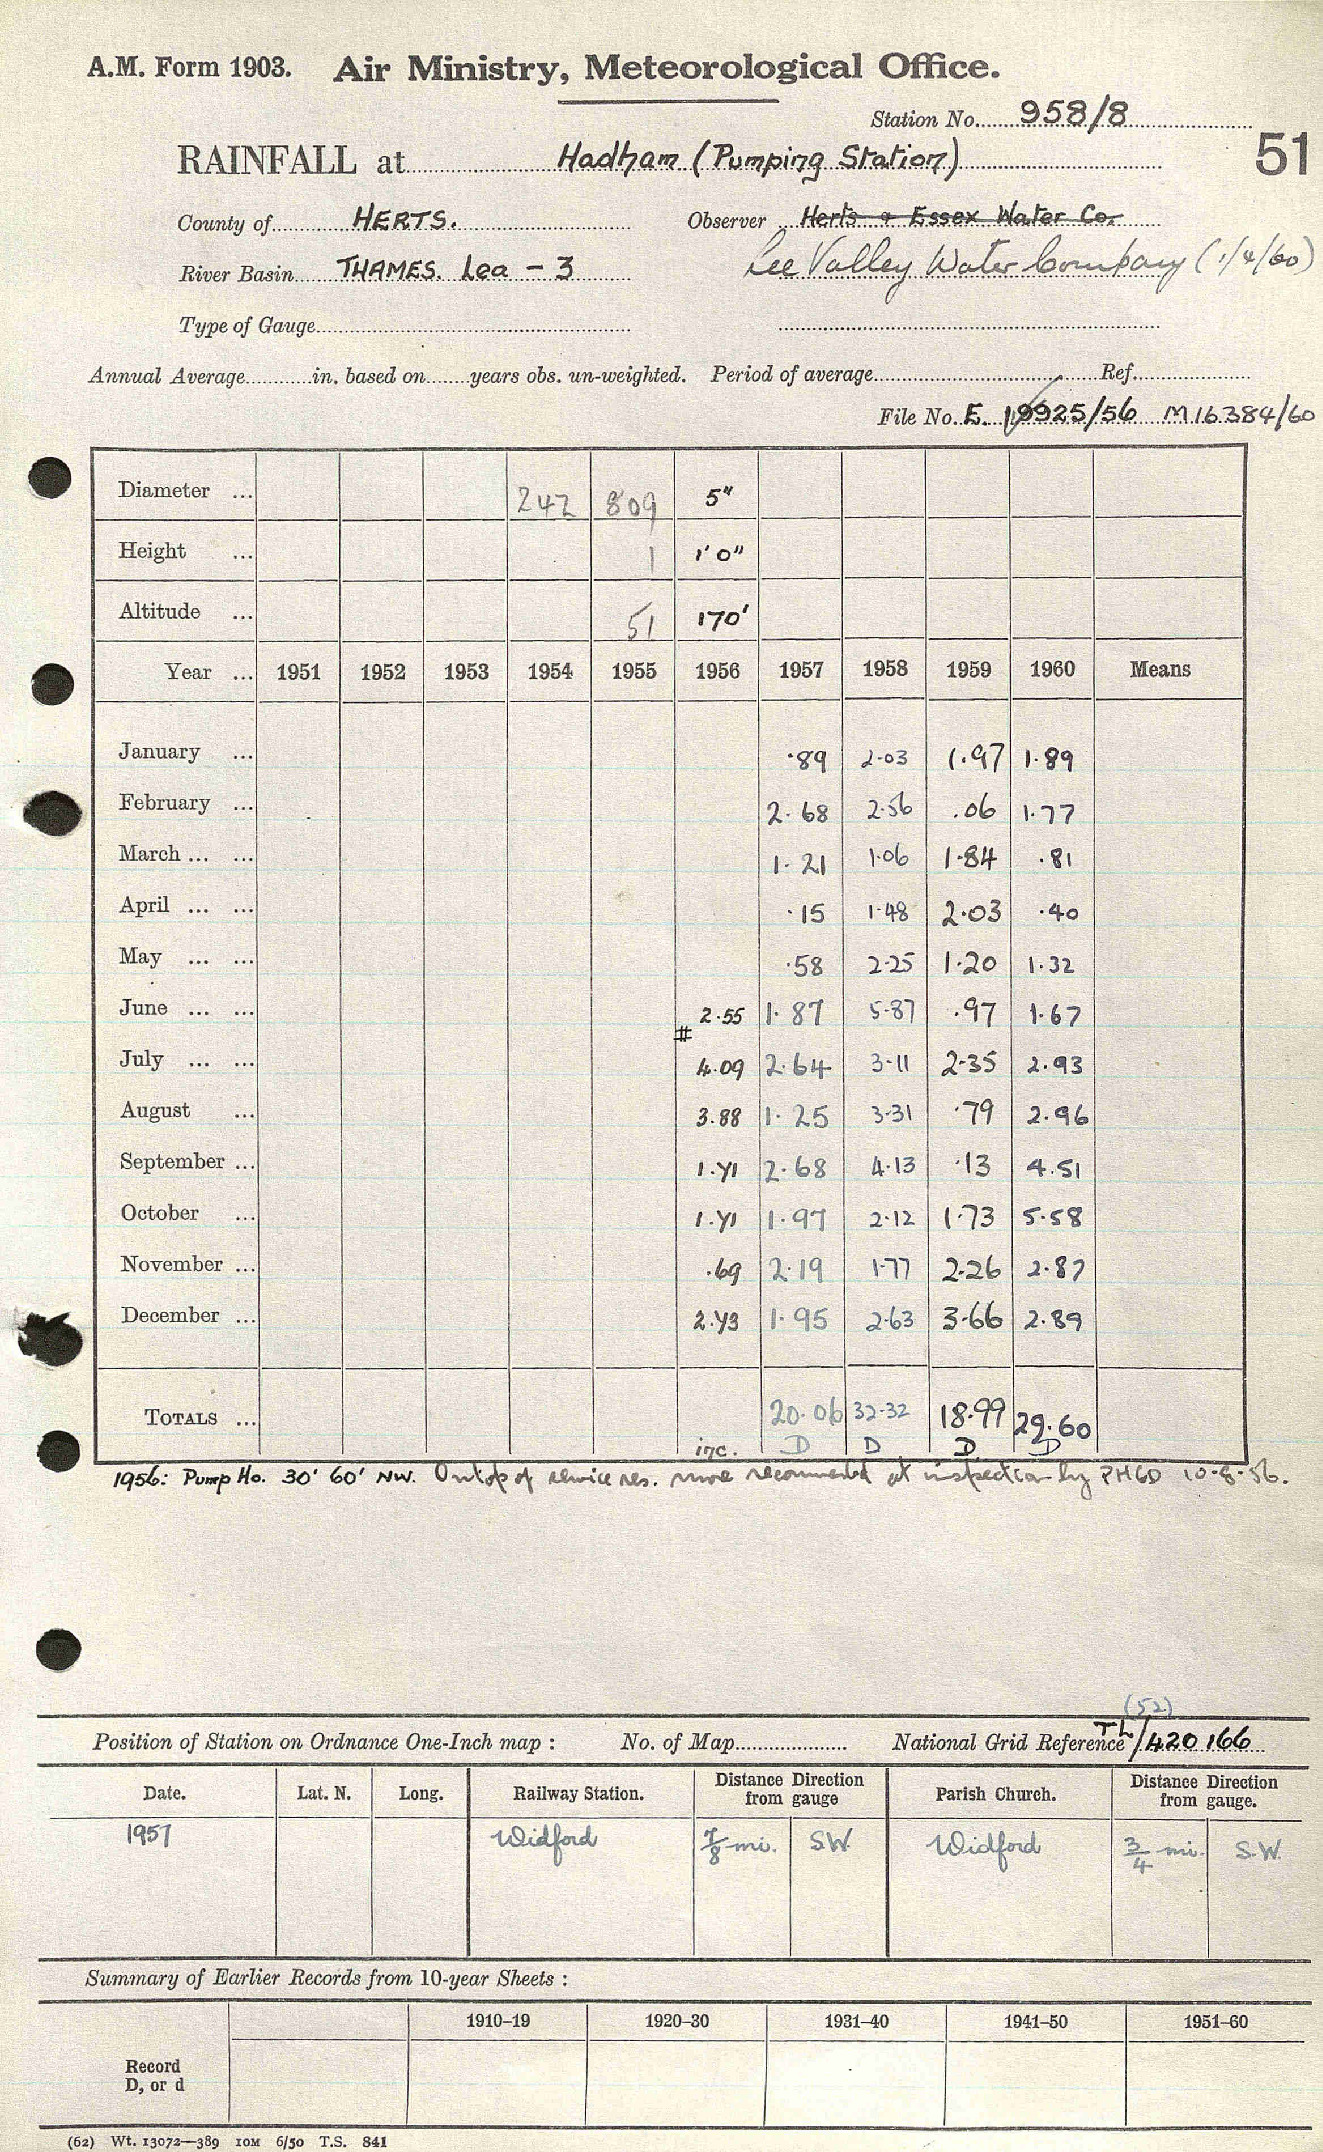 A.M. Form 1903. Air Ministry, Meteorological Office.
Station No. 958/8
RAINFALL at Hadham (Pumping Station) 51
County of HERTS. Observer Herts + Essex Water Co.
River Basin THAMES. Lea - 3 Lee Valley Water Company (1/4/60)
Type of Gauge
Annual Average in. based on years obs. un-weighted. Period of average Ref.
File No. E. 19925/56 M16384/60
Diameter ... 242 809 5"
Height ... 1 1'0"
Altitude ... 51 170'
Year ... 1951 1952 1953 1954 1955 1956 1957 1958 1959 1960 Means
January ... ·89 2·03 1·97 1·89
February ... 2·68 2·56 .06 1·77
March ... ... 1·21 1·06 1·84 ·81
April ... ... ·15 1·48 2·03 ·40
May ... ... ·58 2·25 1·20 1·32
June ... ... 2·55 1·87 5·87 ·97 1·67
#
July ... ... 4·09 2·64 3·11 2·35 2·93
August ... 3·88 1·25 3·31 ·79 2·96
September ... 1·71 2·68 4·13 ·13 4·51
October ... 1·71 1·97 2·12 1·73 5·58
November ... ·69 2·19 1·77 2·26 2·87
December ... 2·73 1·95 2·63 3·66 2·89
TOTALS ... 20·06 32·32 18·99 29·60
inc. D D D D
1956: Pump Ho. 30' 60' NW. On top of service res. more recommended at inspection by PHGD 10-8-56.
(52)
Position of Station on Ordnance One-Inch map : No. of Map National Grid Reference TL/420166
Date. Lat. N. Long. Railway Station. Distance Direction from gauge Parish Church. Distance Direction from gauge.
1957 Widford 7/8 mi. S.W. Widford 3/4 mi. S.W.
Summary of Earlier Records from 10-year Sheets :
1910–19 1920–30 1931–40 1941–50 1951–60
Record
D, or d
(62) Wt. 13072—389 10M 6/50 T.S. 841